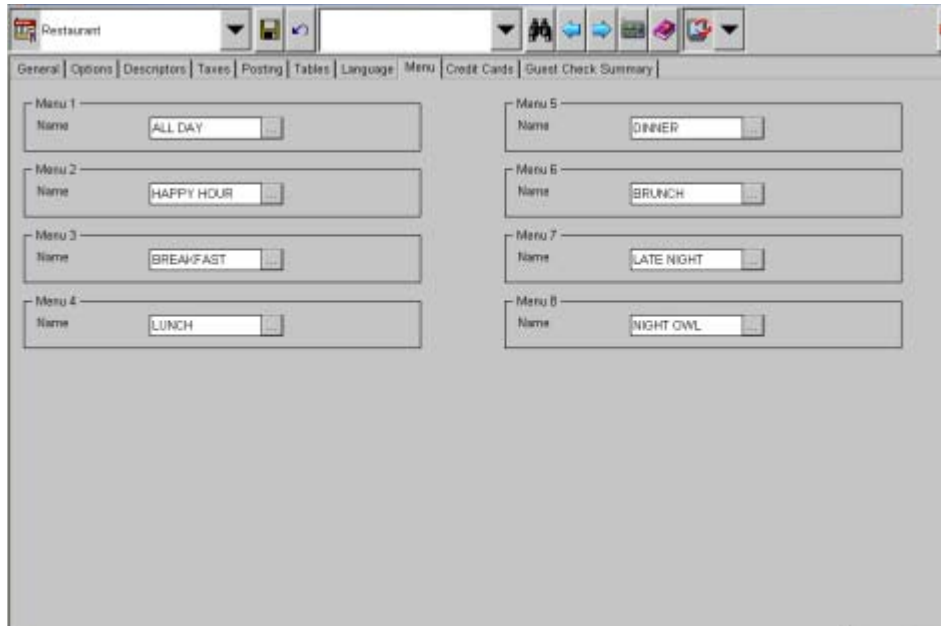 Restaurant
General Options Descriptors Taxes Posting Tables Language Menu Credit Cards Guest Check Summary
Menu 1
Name ALL DAY ...
Menu 2
Name HAPPY HOUR ...
Menu 3
Name BREAKFAST ...
Menu 4
Name LUNCH ...
Menu 5
Name DINNER ...
Menu 6
Name BRUNCH ...
Menu 7
Name LATE NIGHT ...
Menu 8
Name NIGHT OWL ...